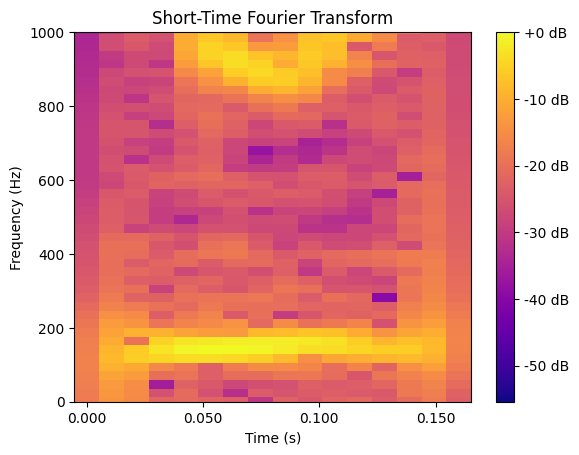 Short-Time Fourier Transform
Frequency (Hz)
1000
800
600
400
200
0
0.000
0.050
0.100
0.150
Time (s)
+0 dB
-10 dB
-20 dB
-30 dB
-40 dB
-50 dB